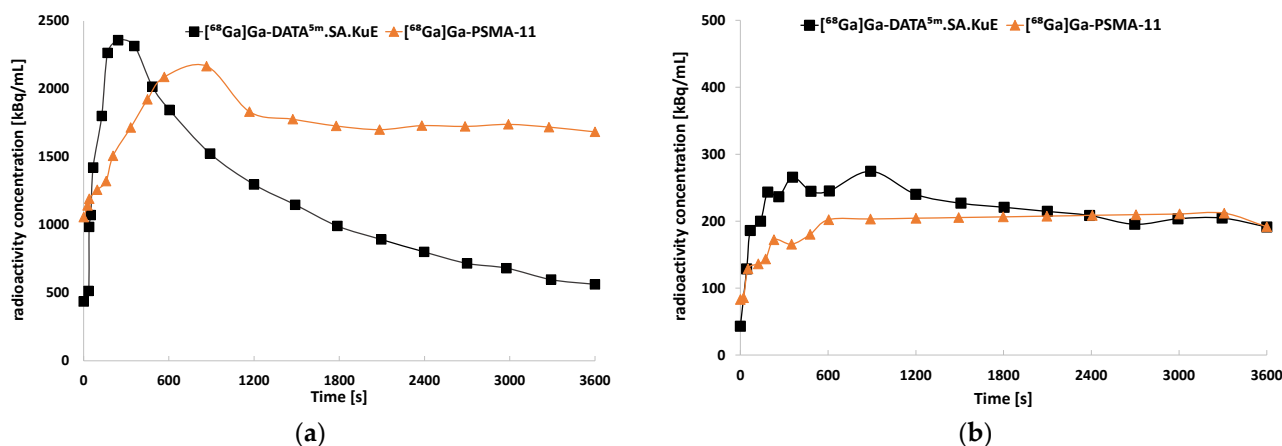 radioactivity concentration [kBq/mL]
2500
2000
1500
1000
500
0
[⁶⁸Ga]Ga-DATA⁵ᵐ.SA.KuE [⁶⁸Ga]Ga-PSMA-11
0 600 1200 1800 2400 3000 3600
Time [s]
(a)
radioactivity concentration [kBq/mL]
500
400
300
200
100
0
[⁶⁸Ga]Ga-DATA⁵ᵐ.SA.KuE [⁶⁸Ga]Ga-PSMA-11
0 600 1200 1800 2400 3000 3600
Time [s]
(b)